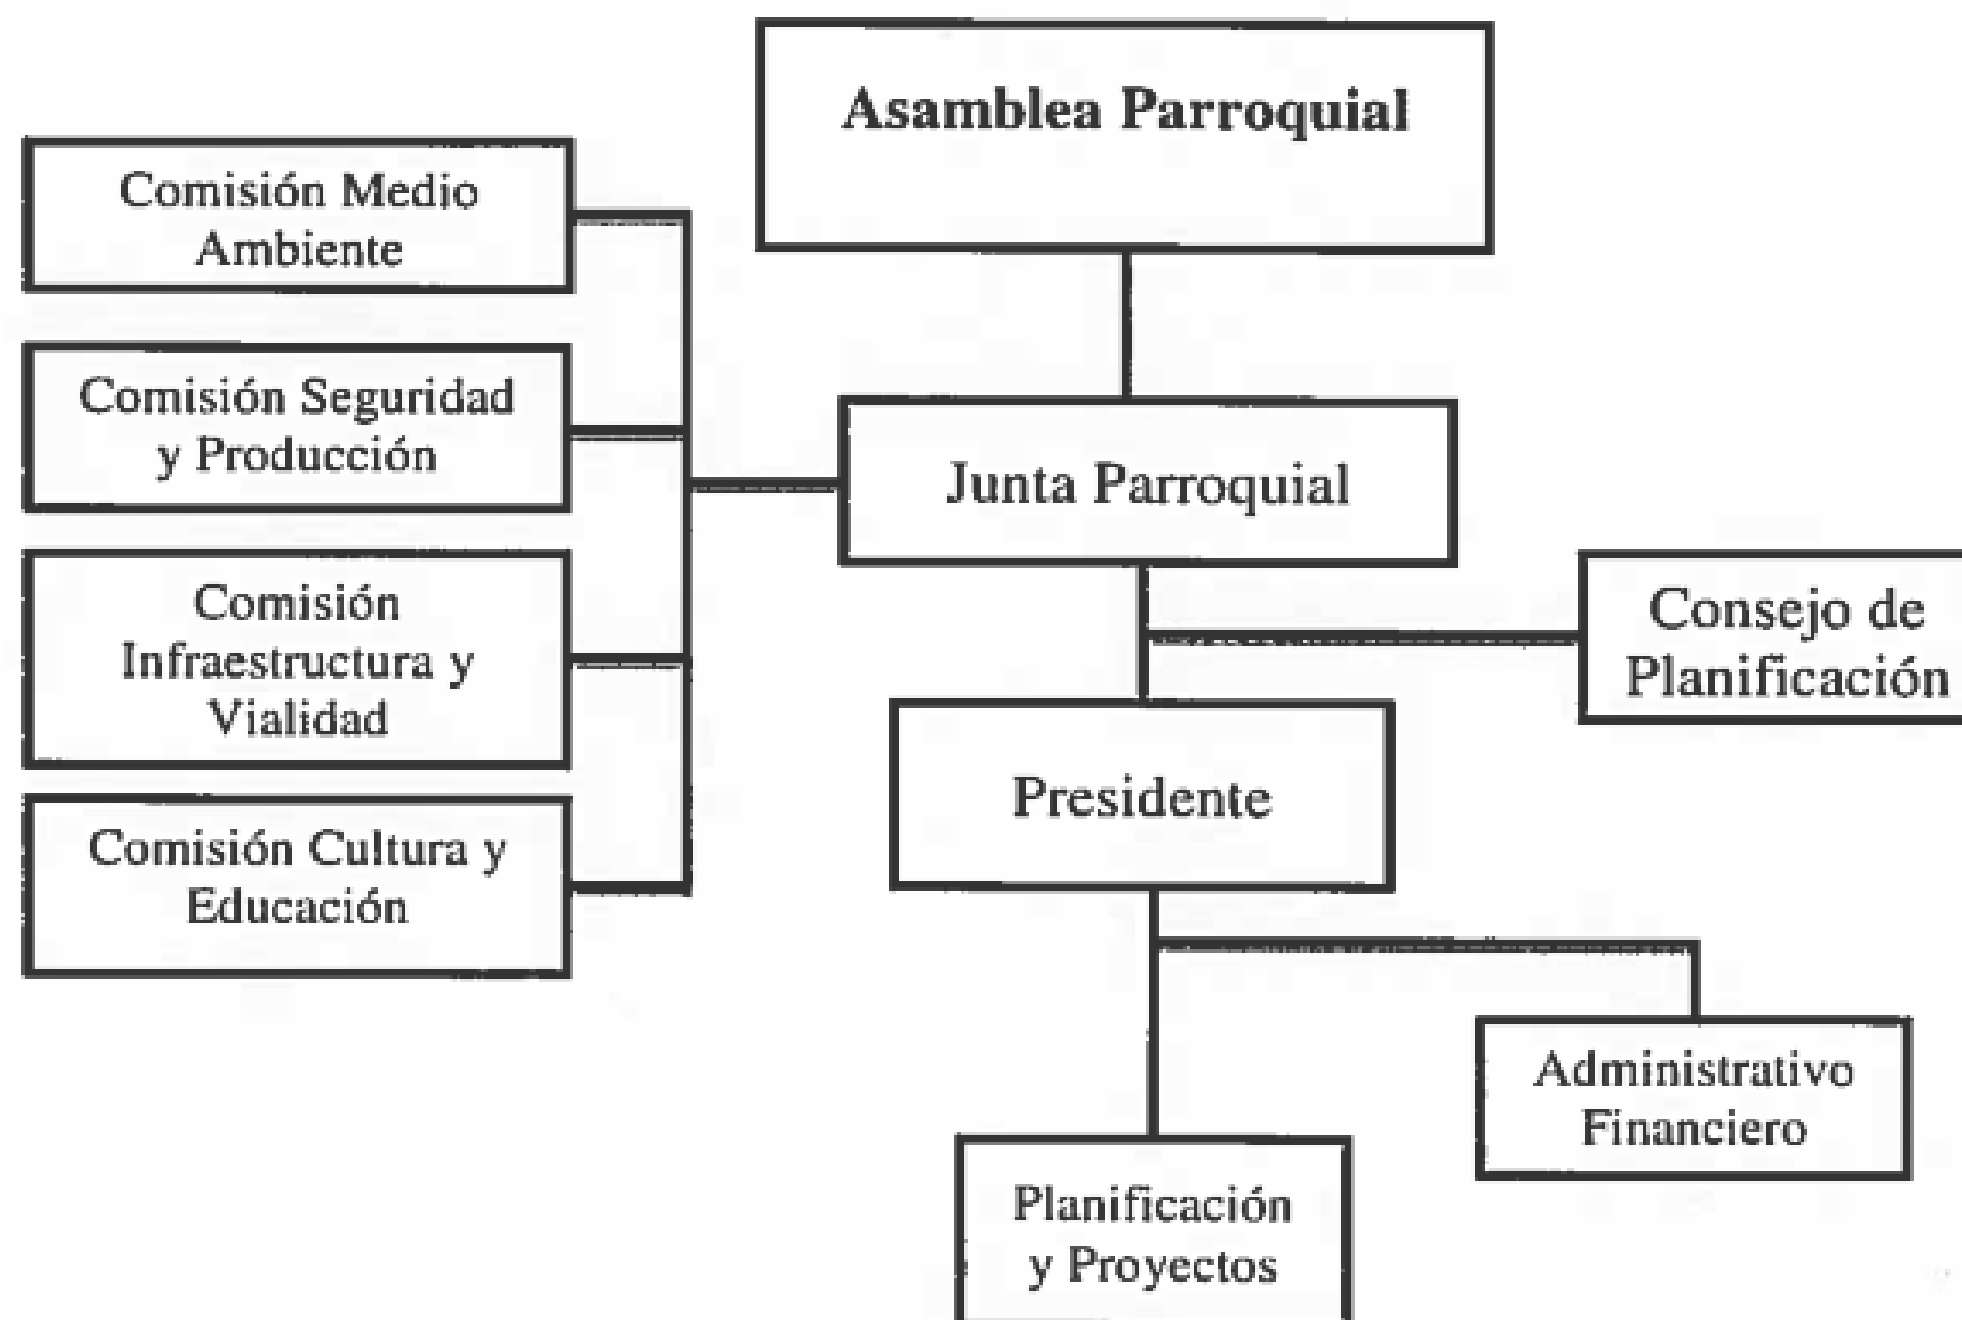 Asamblea Parroquial
Comisión Medio
Ambiente
Comisión Seguridad
y Producción
Junta Parroquial
Comisión
Infraestructura y
Vialidad
Consejo de
Planificación
Presidente
Comisión Cultura y
Educación
Administrativo
Financiero
Planificación
y Proyectos